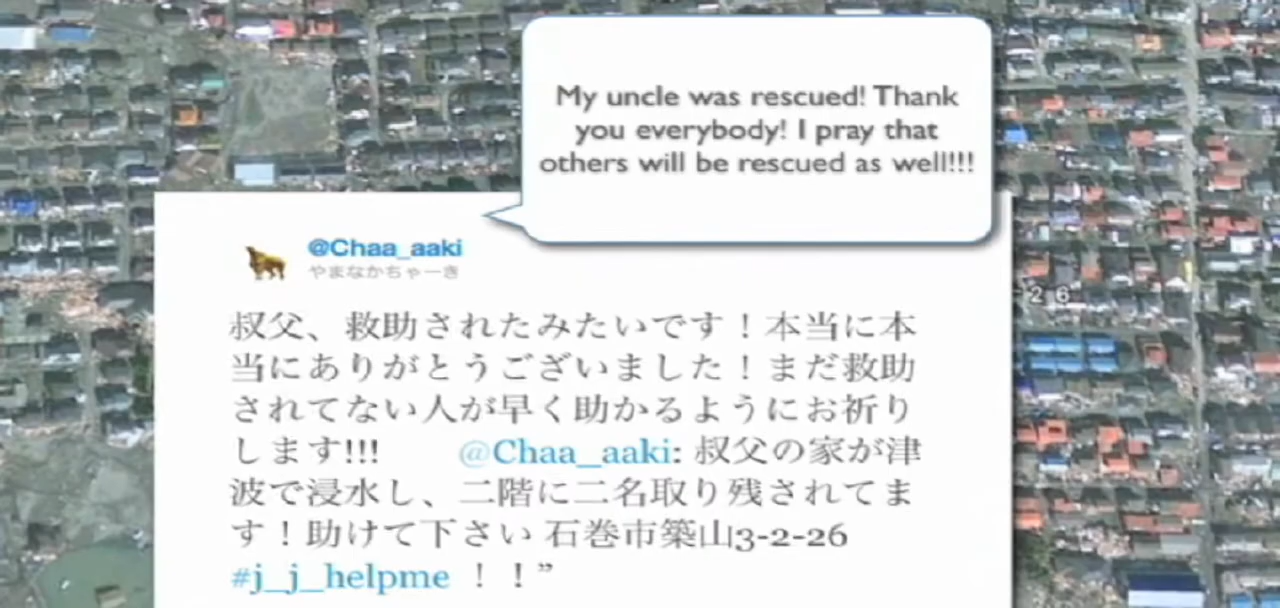 My uncle was rescued! Thank
you everybody! I pray that
others will be rescued as well!!!
@Chaa_aaki
やまなかちゃーき
叔父、救助されたみたいです！本当に本
当にありがとうございました！まだ救助
されてない人が早く助かるようにお祈り
します!!! @Chaa_aaki: 叔父の家が津
波で浸水し、二階に二名取り残されてま
す！助けて下さい 石巻市築山3-2-26
#j_j_helpme ！！”
26